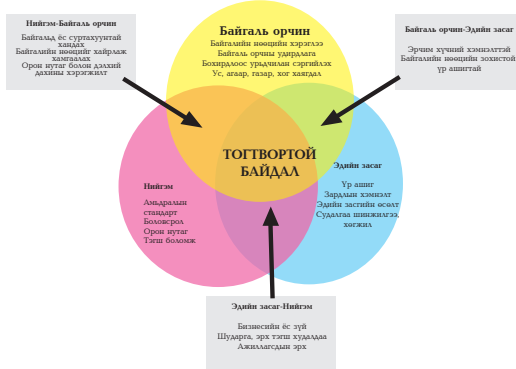 Нийгэм-Байгаль орчин
Байгальд ёс суртахуунтай
хандах
Байгалийн нөөцийг хайрлаж
хамгаалах
Орон нутаг болон дэлхий
дахины хэрэгжилт
Байгаль орчин
Байгалийн нөөцийн хэрэглээ
Байгаль орчны удирдлага
Бохирдлоос урьдчилан сэргийлэх
Ус, агаар, газар, хог хаягдал
Байгаль орчин-Эдийн засаг
Эрчим хүчний хэмнэлттэй
Байгалийн нөөцийн зохистой
үр ашигтай
ТОГТВОРТОЙ
БАЙДАЛ
Нийгэм
Амьдралын
стандарт
Боловсрол
Орон нутаг
Тэгш боломж
Эдийн засаг
Үр ашиг
Зардлын хэмнэлт
Эдийн засгийн өсөлт
Судалгаа шинжилгээ,
хөгжил
Эдийн засаг-Нийгэм
Бизнесийн ёс зүй
Шударга, эрх тэгш худалдаа
Ажиллагсдын эрх